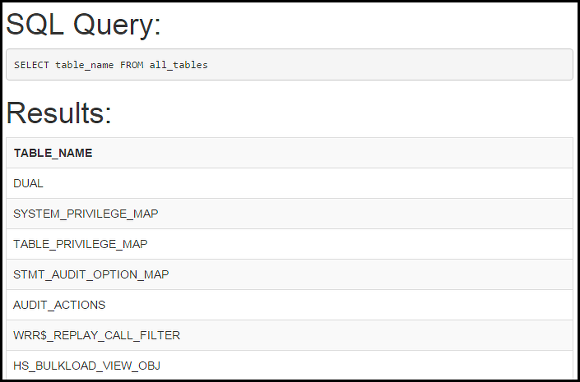 SQL Query:
SELECT table_name FROM all_tables
Results:
TABLE_NAME
DUAL
SYSTEM_PRIVILEGE_MAP
TABLE_PRIVILEGE_MAP
STMT_AUDIT_OPTION_MAP
AUDIT_ACTIONS
WRR$_REPLAY_CALL_FILTER
HS_BULKLOAD_VIEW_OBJ